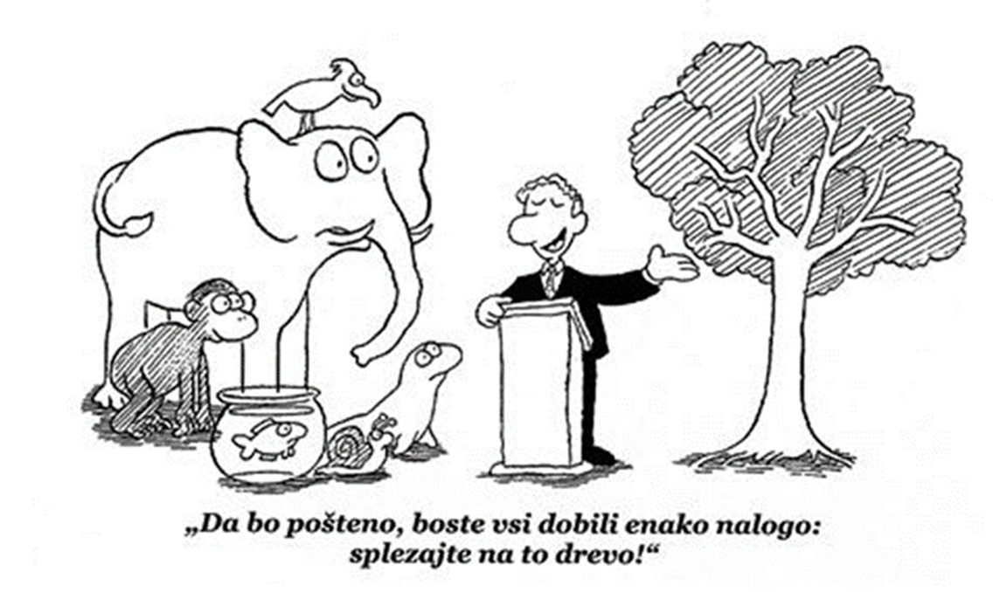 „Da bo pošteno, boste vsi dobili enako nalogo:
splezajte na to drevo!“